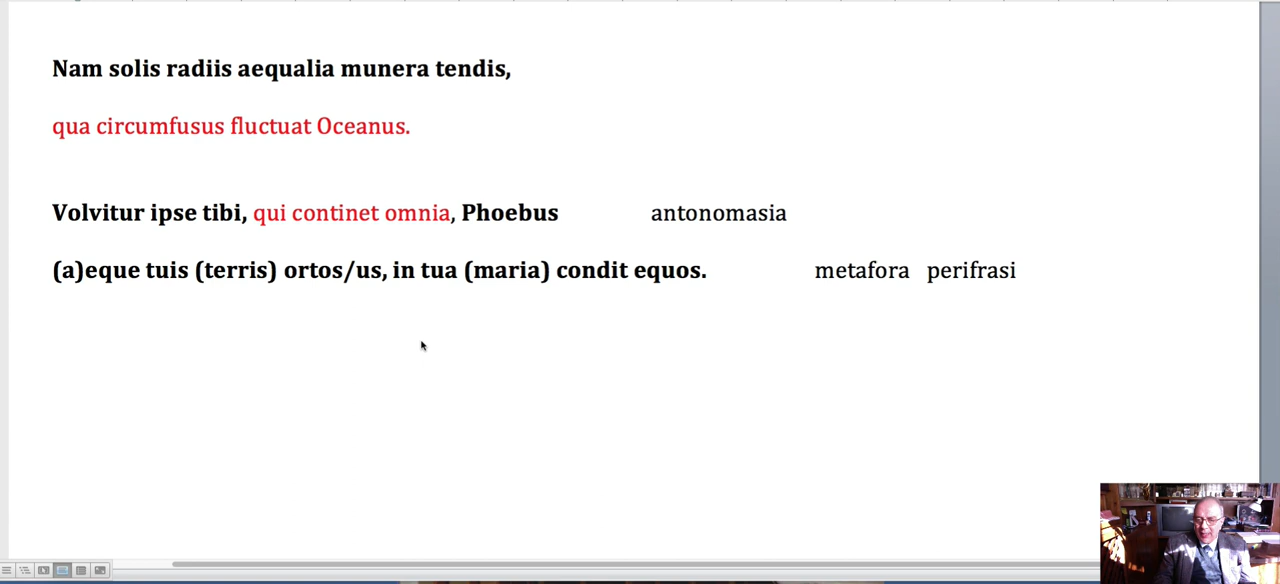 Nam solis radiis aequalia munera tendis,
qua circumfusus fluctuat Oceanus.
Volvitur ipse tibi, qui continet omnia, Phoebus antonomasia
(a)eque tuis (terris) ortos/us, in tua (maria) condit equos. metafora perifrasi